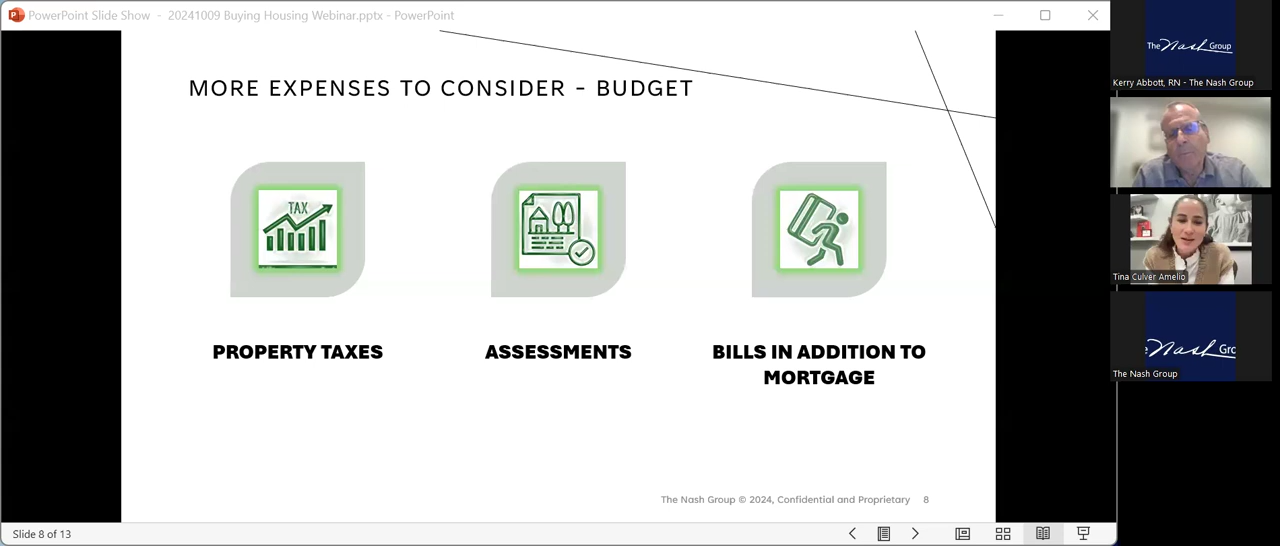 PowerPoint Slide Show - 20241009 Buying Housing Webinar.pptx - PowerPoint
MORE EXPENSES TO CONSIDER - BUDGET
TAX
PROPERTY TAXES
ASSESSMENTS
BILLS IN ADDITION TO
MORTGAGE
The Nash Group © 2024, Confidential and Proprietary 8
Slide 8 of 13
The Nash Group
Kerry Abbott, RN - The Nash Group
Tina Culver Amelio
Nash
The Nash Group